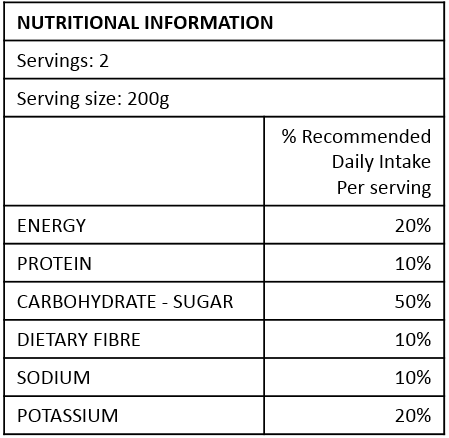 NUTRITIONAL INFORMATION
Servings: 2
Serving size: 200g
% Recommended
Daily Intake
Per serving
ENERGY 20%
PROTEIN 10%
CARBOHYDRATE - SUGAR 50%
DIETARY FIBRE 10%
SODIUM 10%
POTASSIUM 20%